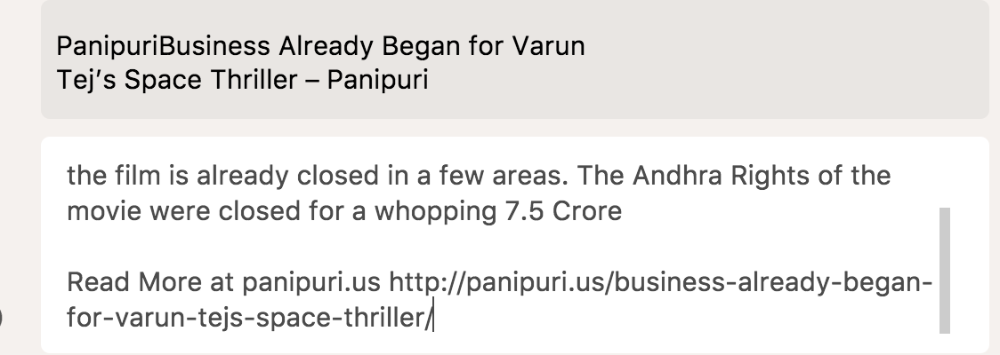 PanipuriBusiness Already Began for Varun
Tej’s Space Thriller – Panipuri
the film is already closed in a few areas. The Andhra Rights of the
movie were closed for a whopping 7.5 Crore
Read More at panipuri.us http://panipuri.us/business-already-began-
for-varun-tejs-space-thriller/